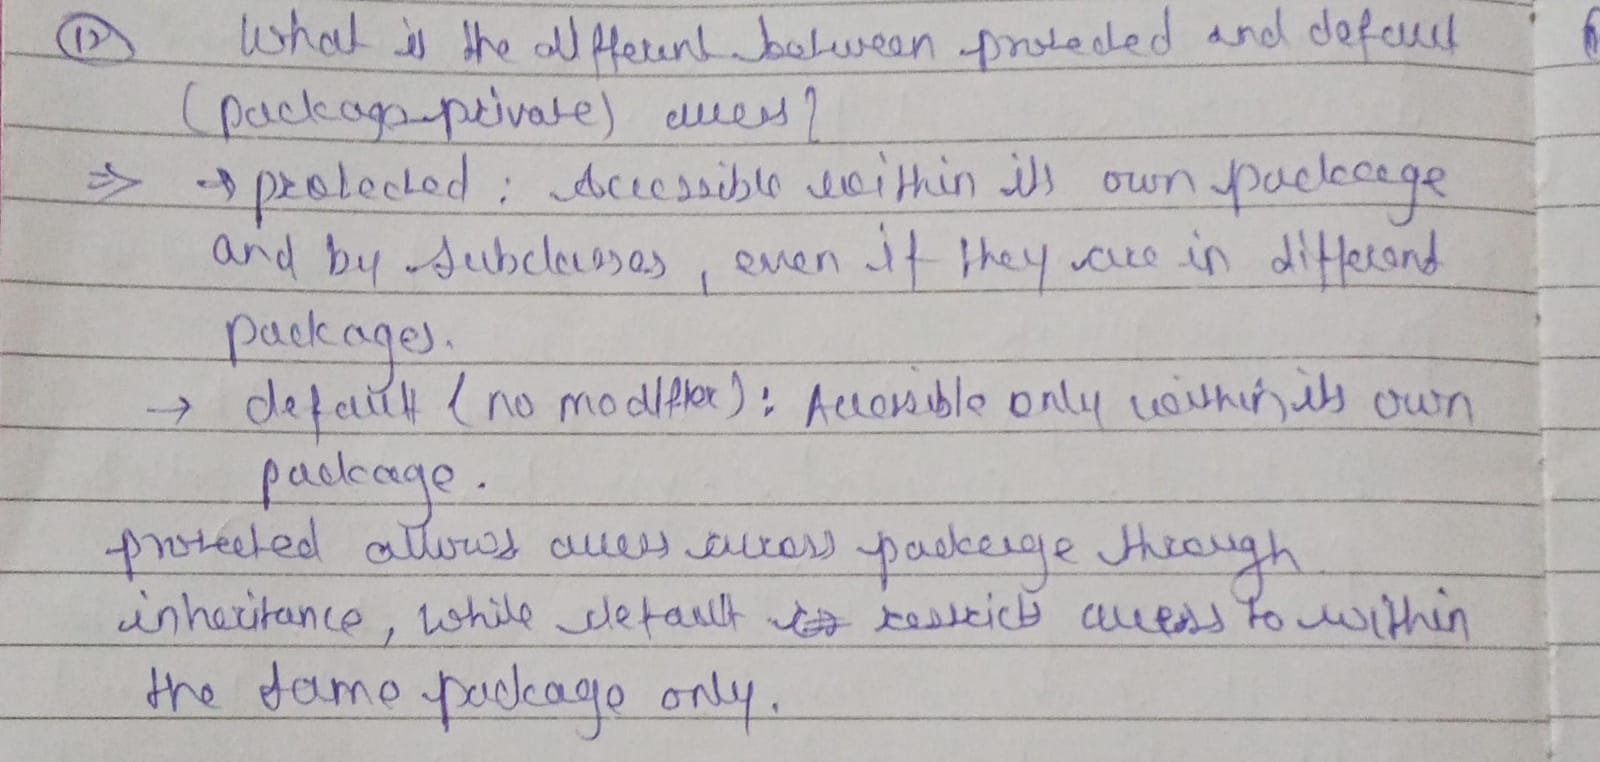 (12) What is the different between protected and default
(package-private) access?
⇒ → protected : Accessible within its own package
and by subclasses, even if they are in different
packages.
→ default (no modifier) : Accessible only within its own
package.
protected allows access across package through
inheritance, while default restricts access to within
the same package only.